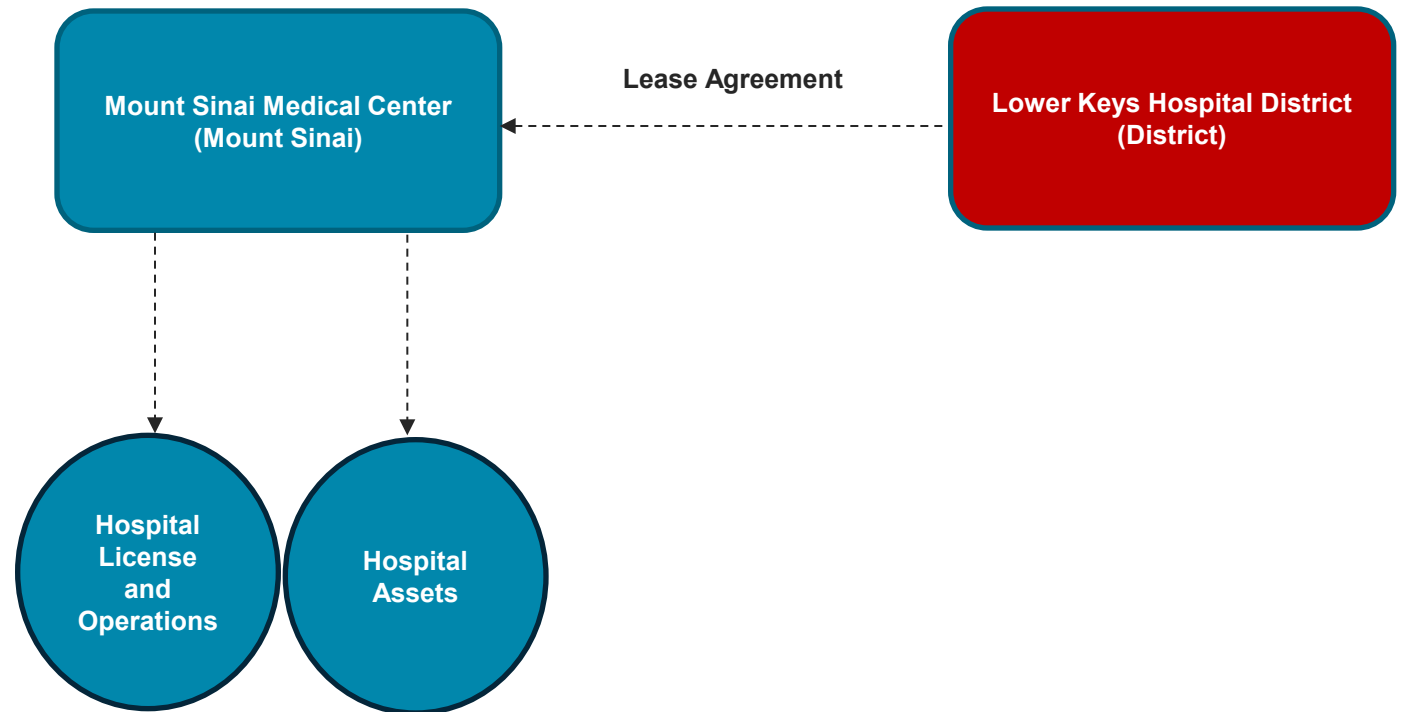 Mount Sinai Medical Center
(Mount Sinai)
Lease Agreement
Lower Keys Hospital District
(District)
Hospital
License
and
Operations
Hospital
Assets